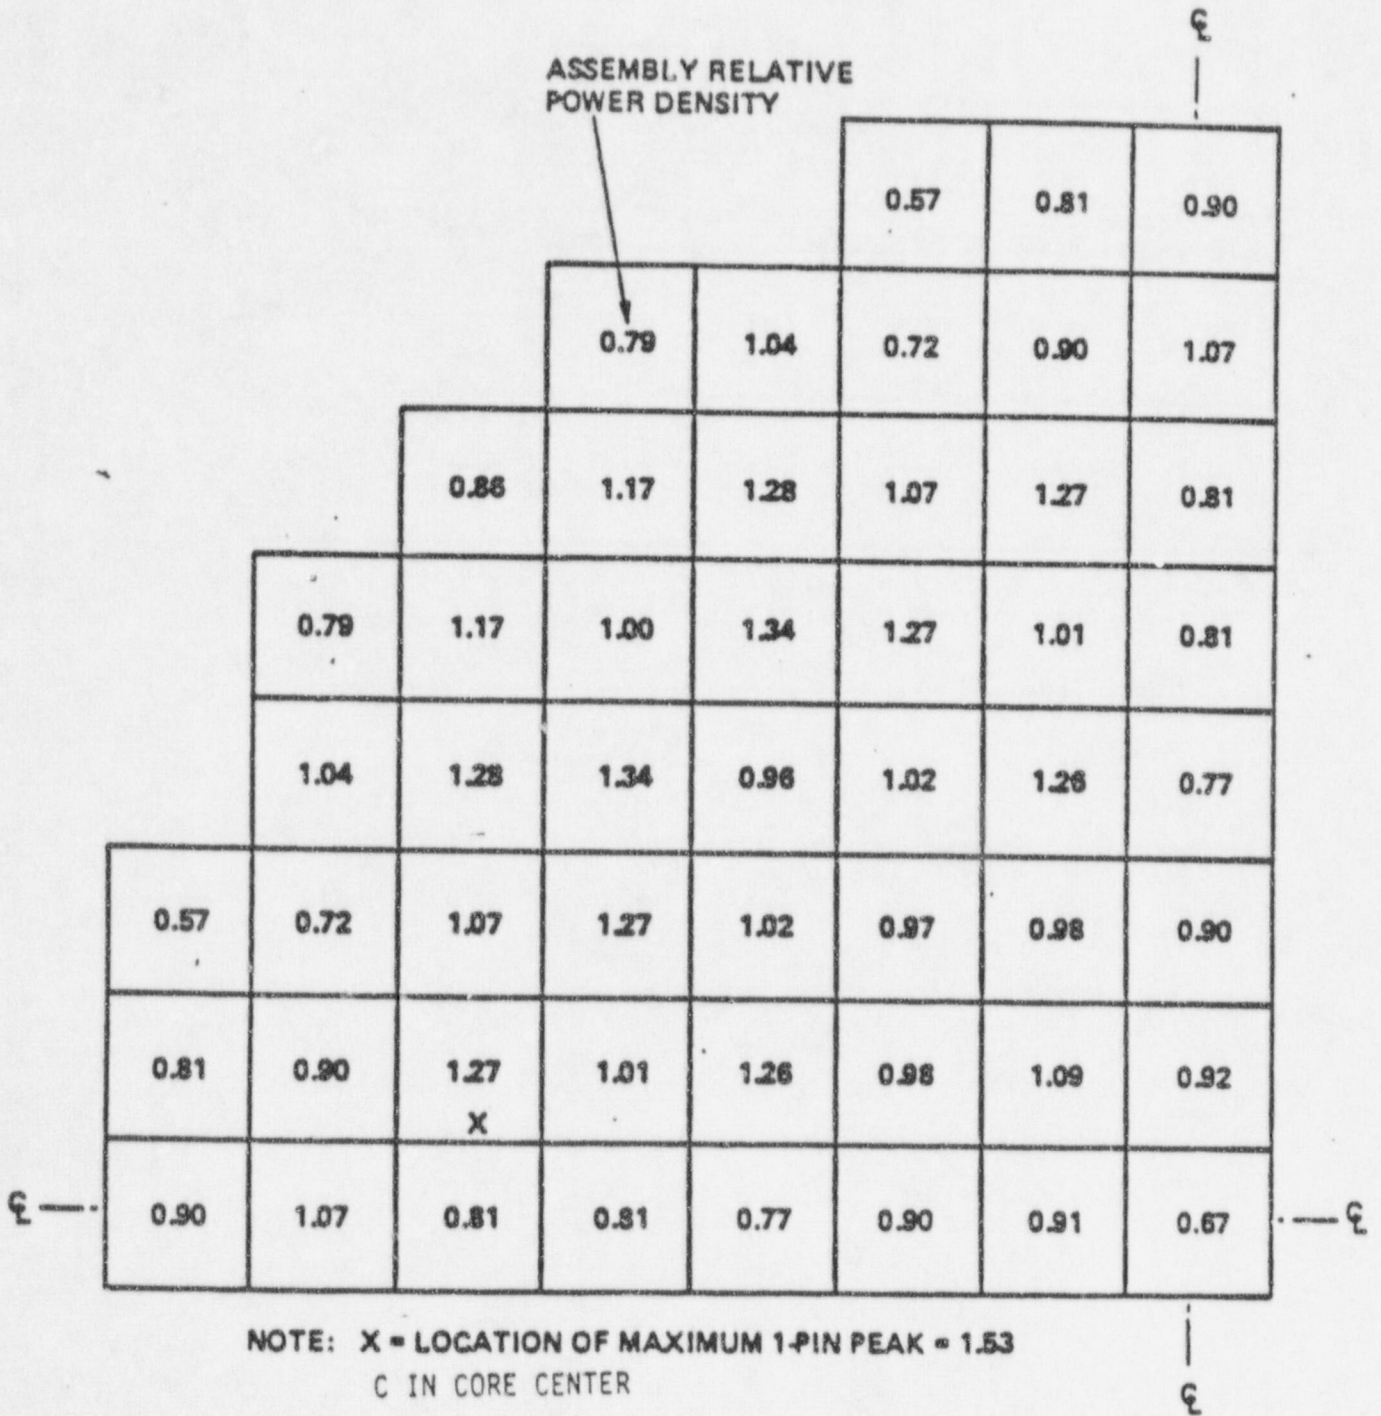 ℄
ASSEMBLY RELATIVE
POWER DENSITY
0.57 0.81 0.90
0.79 1.04 0.72 0.90 1.07
0.86 1.17 1.28 1.07 1.27 0.81
0.79 1.17 1.00 1.34 1.27 1.01 0.81
1.04 1.28 1.34 0.96 1.02 1.26 0.77
0.57 0.72 1.07 1.27 1.02 0.97 0.98 0.90
0.81 0.90 1.27 1.01 1.26 0.98 1.09 0.92
X
℄ 0.90 1.07 0.81 0.81 0.77 0.90 0.91 0.67 ℄
NOTE: X = LOCATION OF MAXIMUM 1-PIN PEAK = 1.53
C IN CORE CENTER
℄